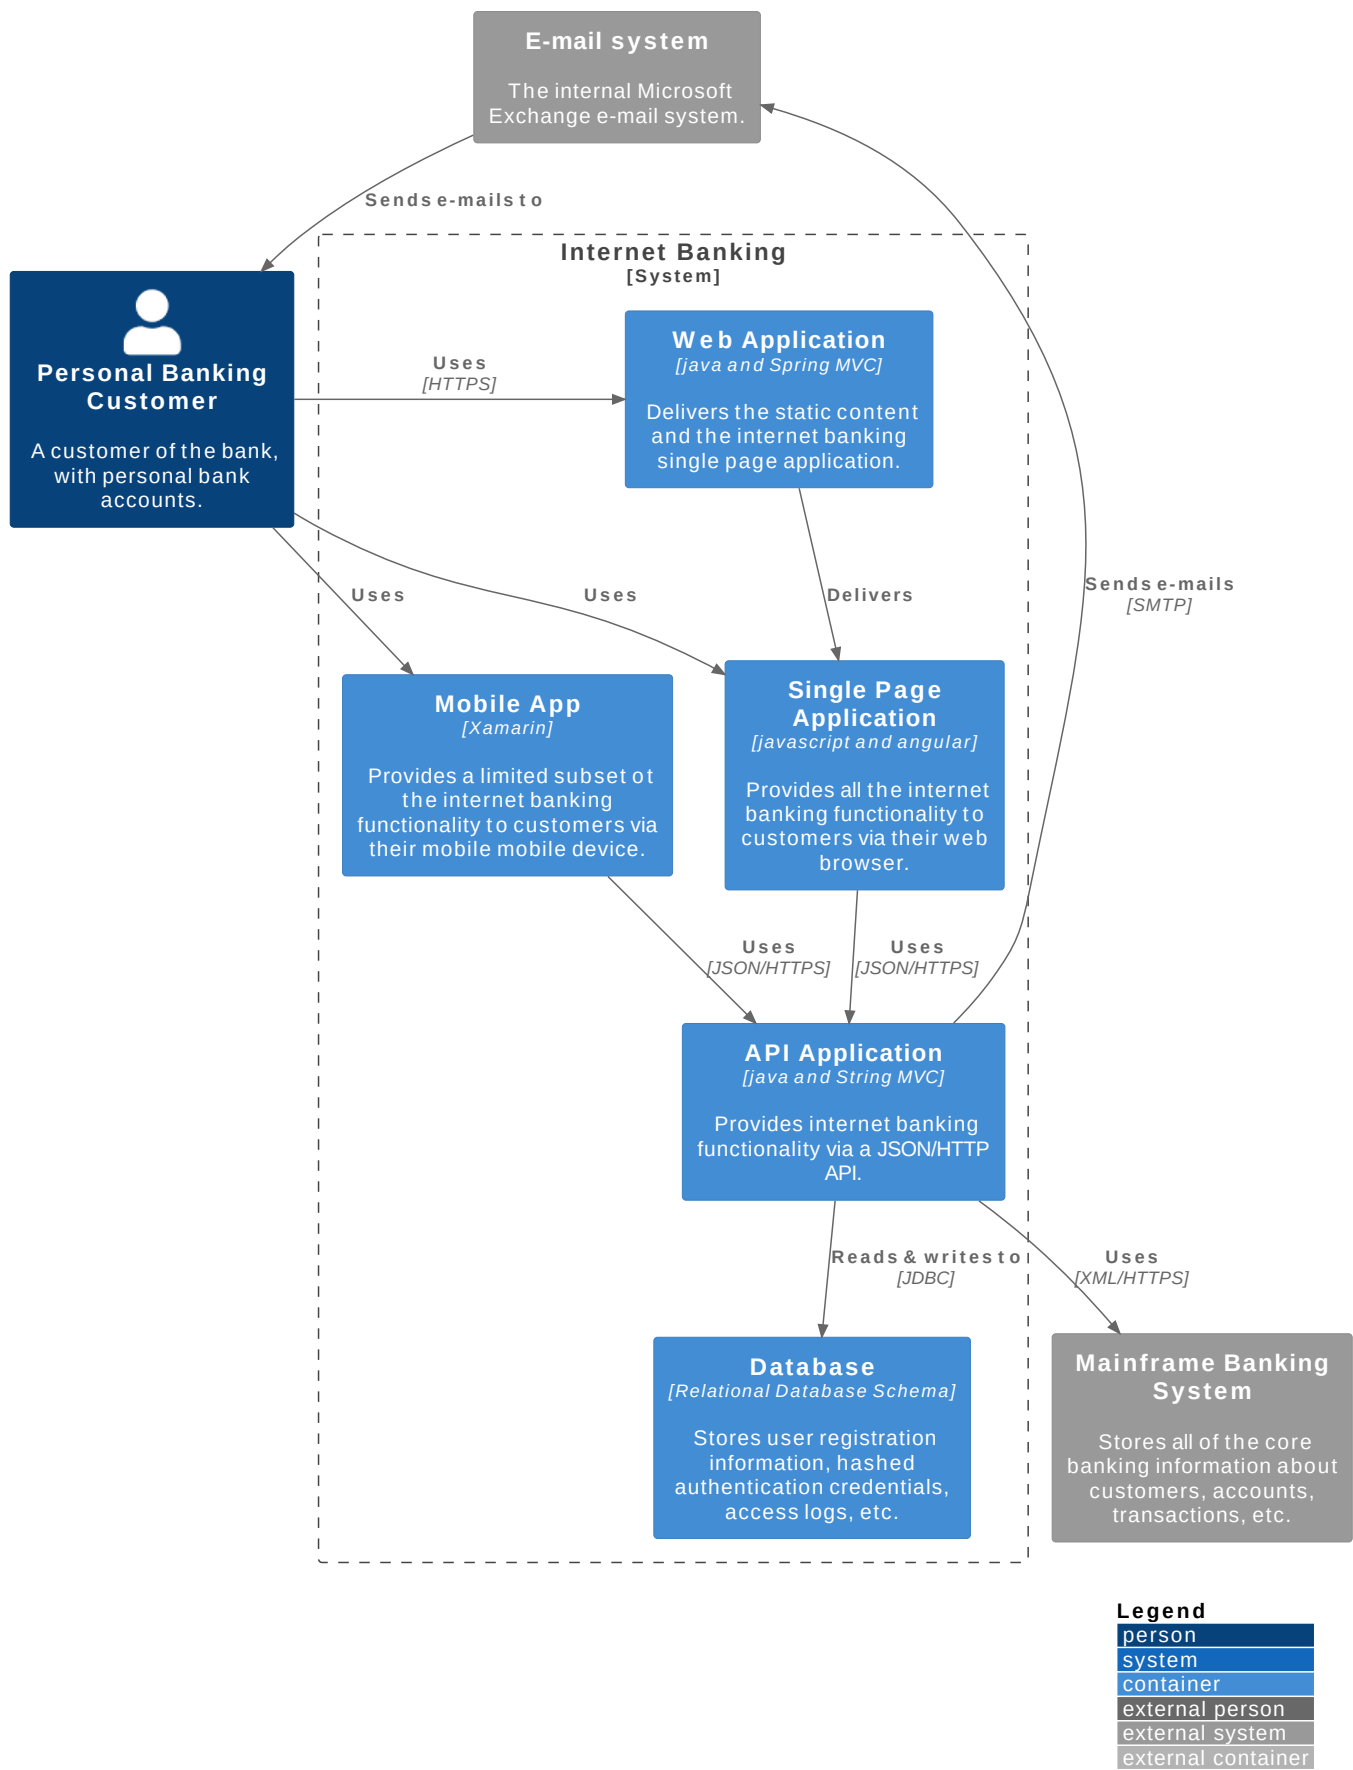 E-mail system
The internal Microsoft
Exchange e-mail system.
Sends e-mails to
Internet Banking
[System]
Personal Banking
Customer
A customer of the bank,
with personal bank
accounts.
Uses
[HTTPS]
Web Application
[java and Spring MVC]
Delivers the static content
and the internet banking
single page application.
Uses
Uses
Delivers
Sends e-mails
[SMTP]
Mobile App
[Xamarin]
Provides a limited subset ot
the internet banking
functionality to customers via
their mobile mobile device.
Single Page
Application
[javascript and angular]
Provides all the internet
banking functionality to
customers via their web
browser.
Uses
[JSON/HTTPS]
Uses
[JSON/HTTPS]
API Application
[java and String MVC]
Provides internet banking
functionality via a JSON/HTTP
API.
Reads & writes to
[JDBC]
Uses
[XML/HTTPS]
Database
[Relational Database Schema]
Stores user registration
information, hashed
authentication credentials,
access logs, etc.
Mainframe Banking
System
Stores all of the core
banking information about
customers, accounts,
transactions, etc.
Legend
person
system
container
external person
external system
external container